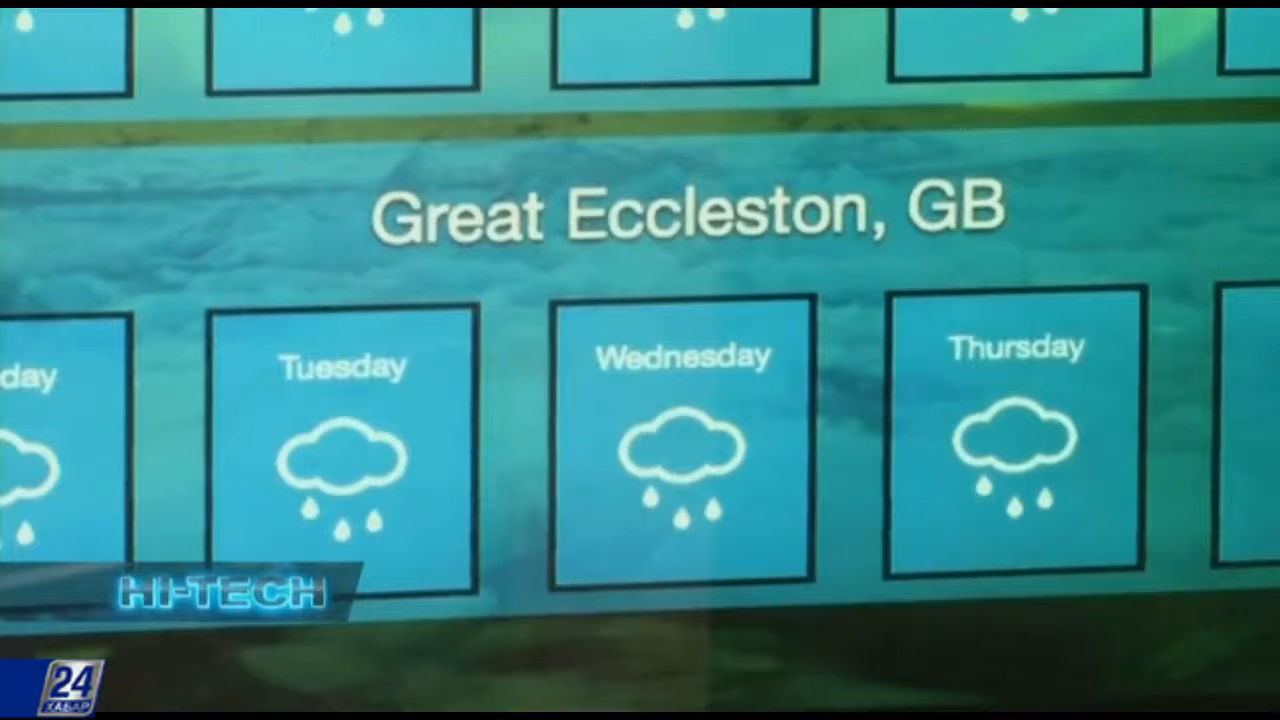 Great Eccleston, GB
day
Tuesday
Wednesday
Thursday
HI-TECH
24
ХАБАР